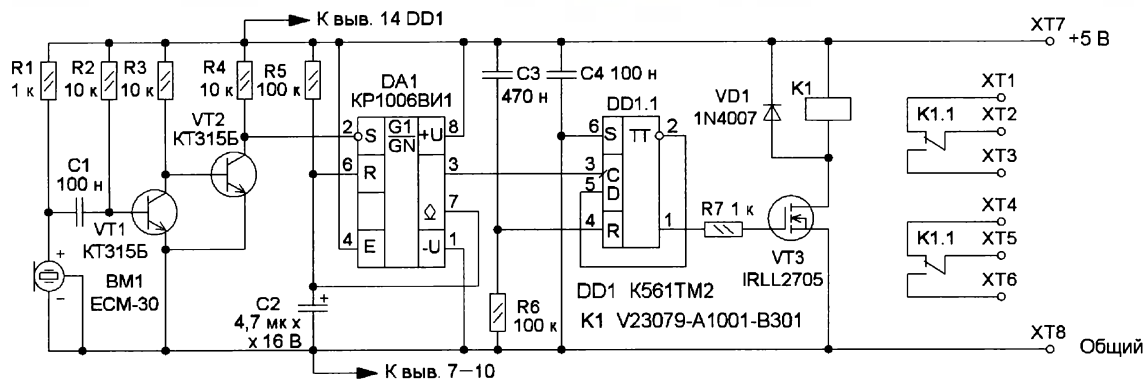 К выв. 14 DD1
XT7
+5 В
R1
1 к
R2
10 к
R3
10 к
R4
10 к
R5
100 к
DA1
КР1006ВИ1
C3
470 н
C4 100 н
DD1.1
VD1
1N4007
K1
XT1
K1.1
XT2
XT3
VT2
КТ315Б
2
S
G1
GN
+U
8
6
R
3
7
4
E
-U
1
6
S
TT
2
3
C
5
D
4
R
1
C1
100 н
VT1
КТ315Б
R7 1 к
VT3
IRLL2705
XT4
K1.1
XT5
XT6
+
–
BM1
ECM-30
C2
4,7 мк х
х 16 В
+
R6
100 к
DD1 К561ТМ2
K1 V23079-A1001-B301
XT8
Общий
К выв. 7–10